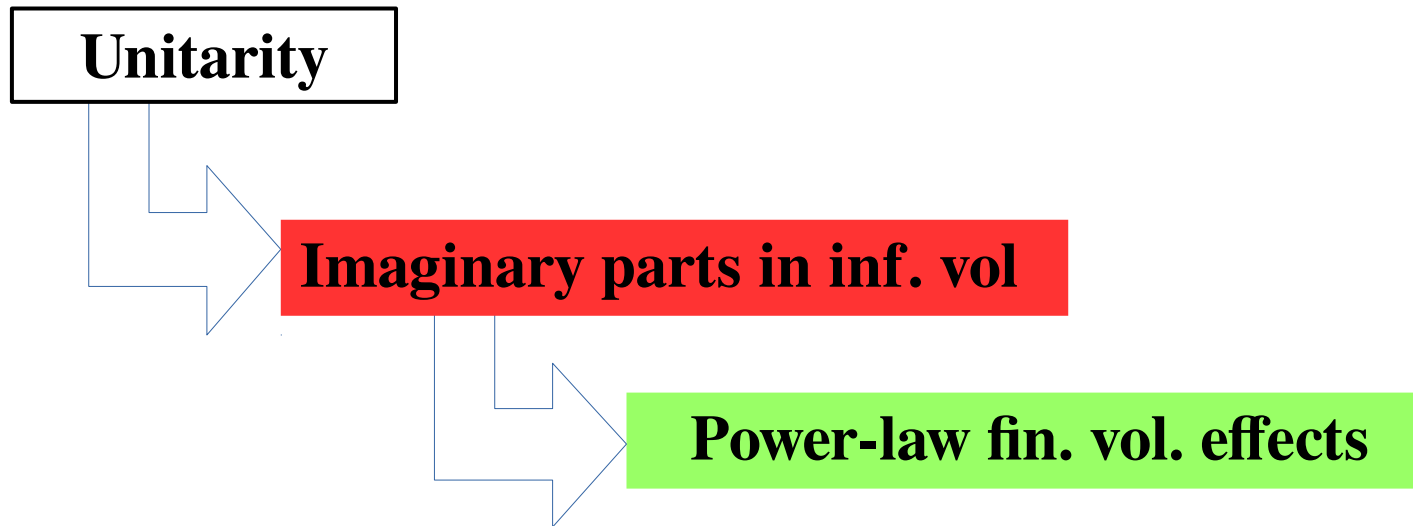 Unitarity
Imaginary parts in inf. vol
Power-law fin. vol. effects